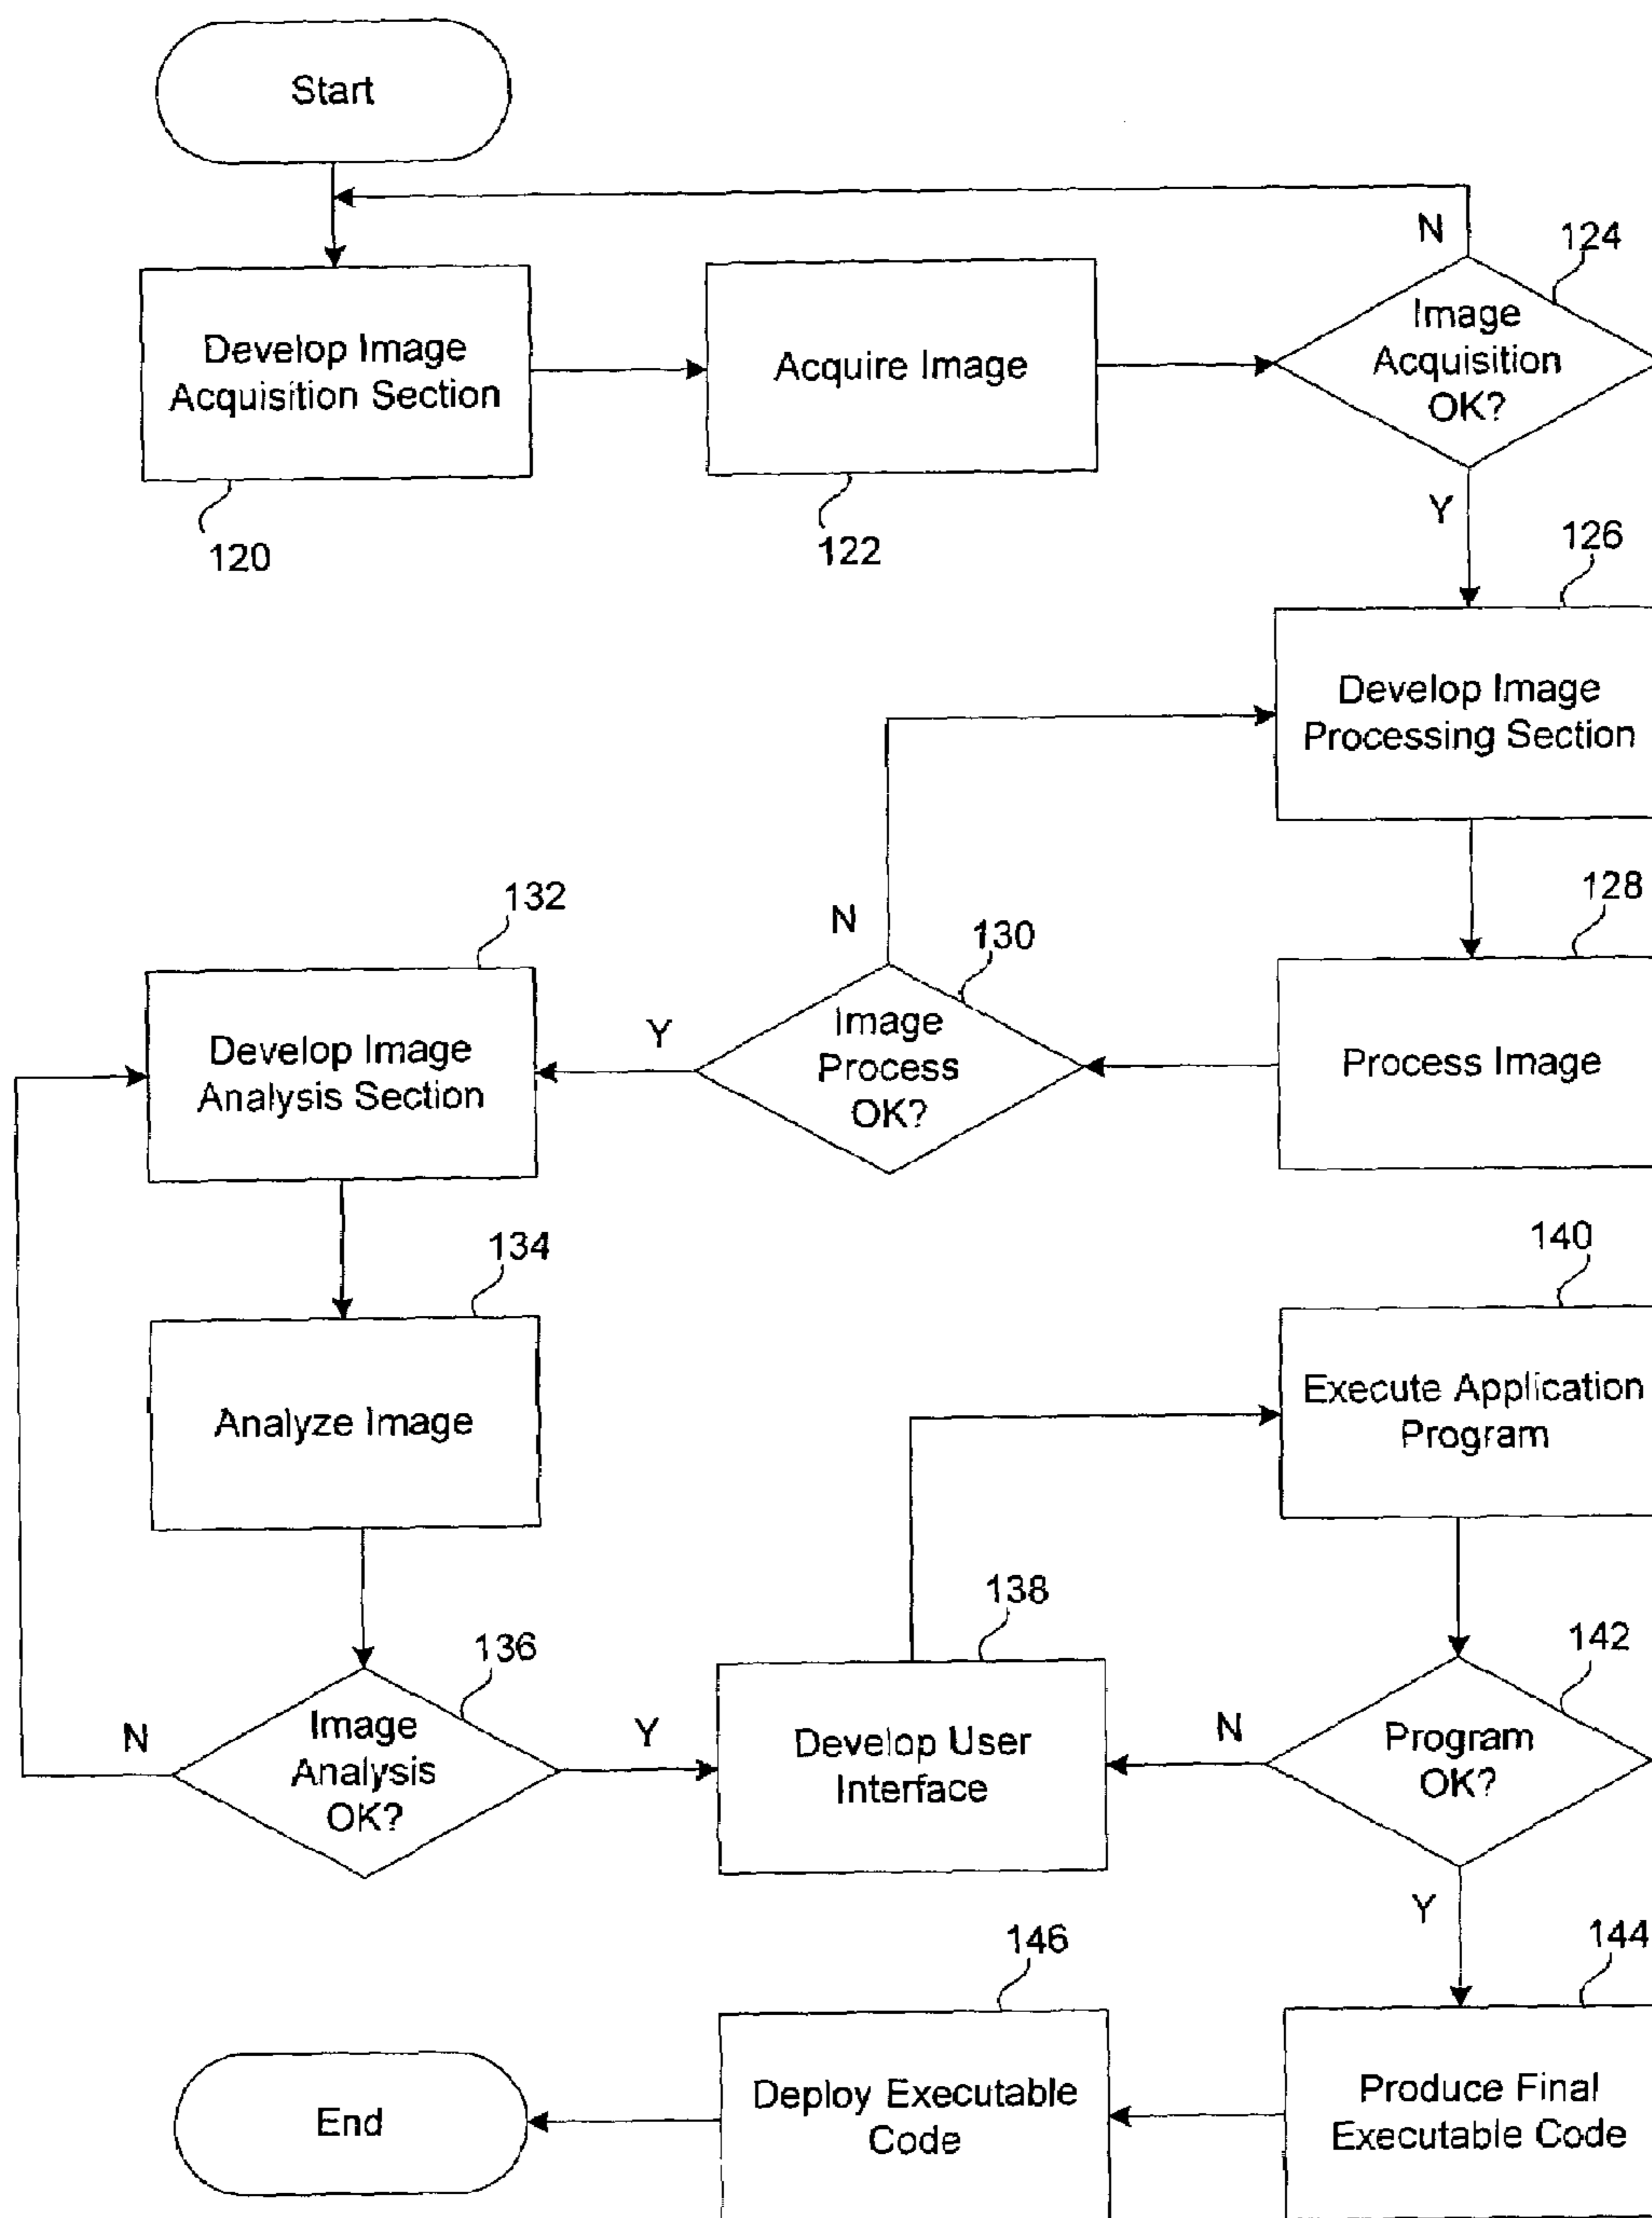 Start
N
124
Develop Image
Acquisition Section
Acquire Image
Image
Acquisition
OK?
120
122
Y
126
Develop Image
Processing Section
132
N
130
128
Develop Image
Analysis Section
Y
Image
Process
OK?
Process Image
134
140
Analyze Image
Execute Application
Program
138
136
142
N
Image
Analysis
OK?
Y
Develop User
Interface
N
Program
OK?
Y
146
144
End
Deploy Executable
Code
Produce Final
Executable Code